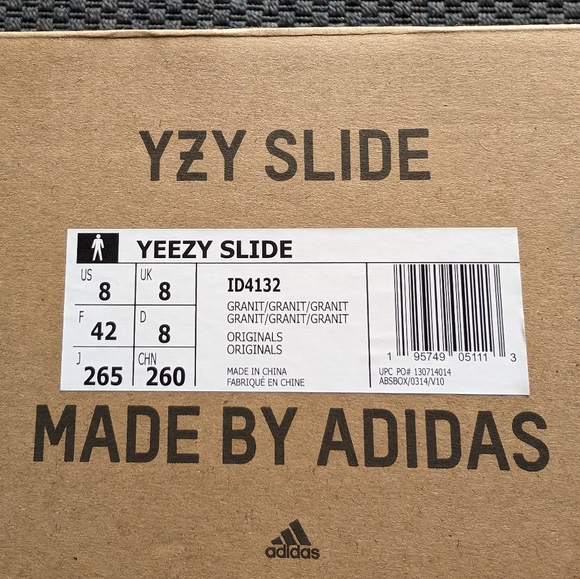 YZY SLIDE
YEEZY SLIDE
US 8 UK 8
F 42 D 8
J 265 CHN 260
ID4132
GRANIT/GRANIT/GRANIT
GRANIT/GRANIT/GRANIT
ORIGINALS
ORIGINALS
MADE IN CHINA
FABRIQUÉ EN CHINE
1 95749 05111 3
UPC PO# 130714014
ABSBOX/0314/V10
MADE BY ADIDAS
adidas